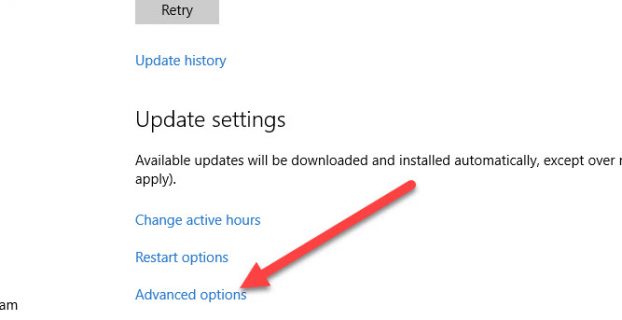 Retry
Update history
Update settings
Available updates will be downloaded and installed automatically, except over
apply).
Change active hours
Restart options
Advanced options
am